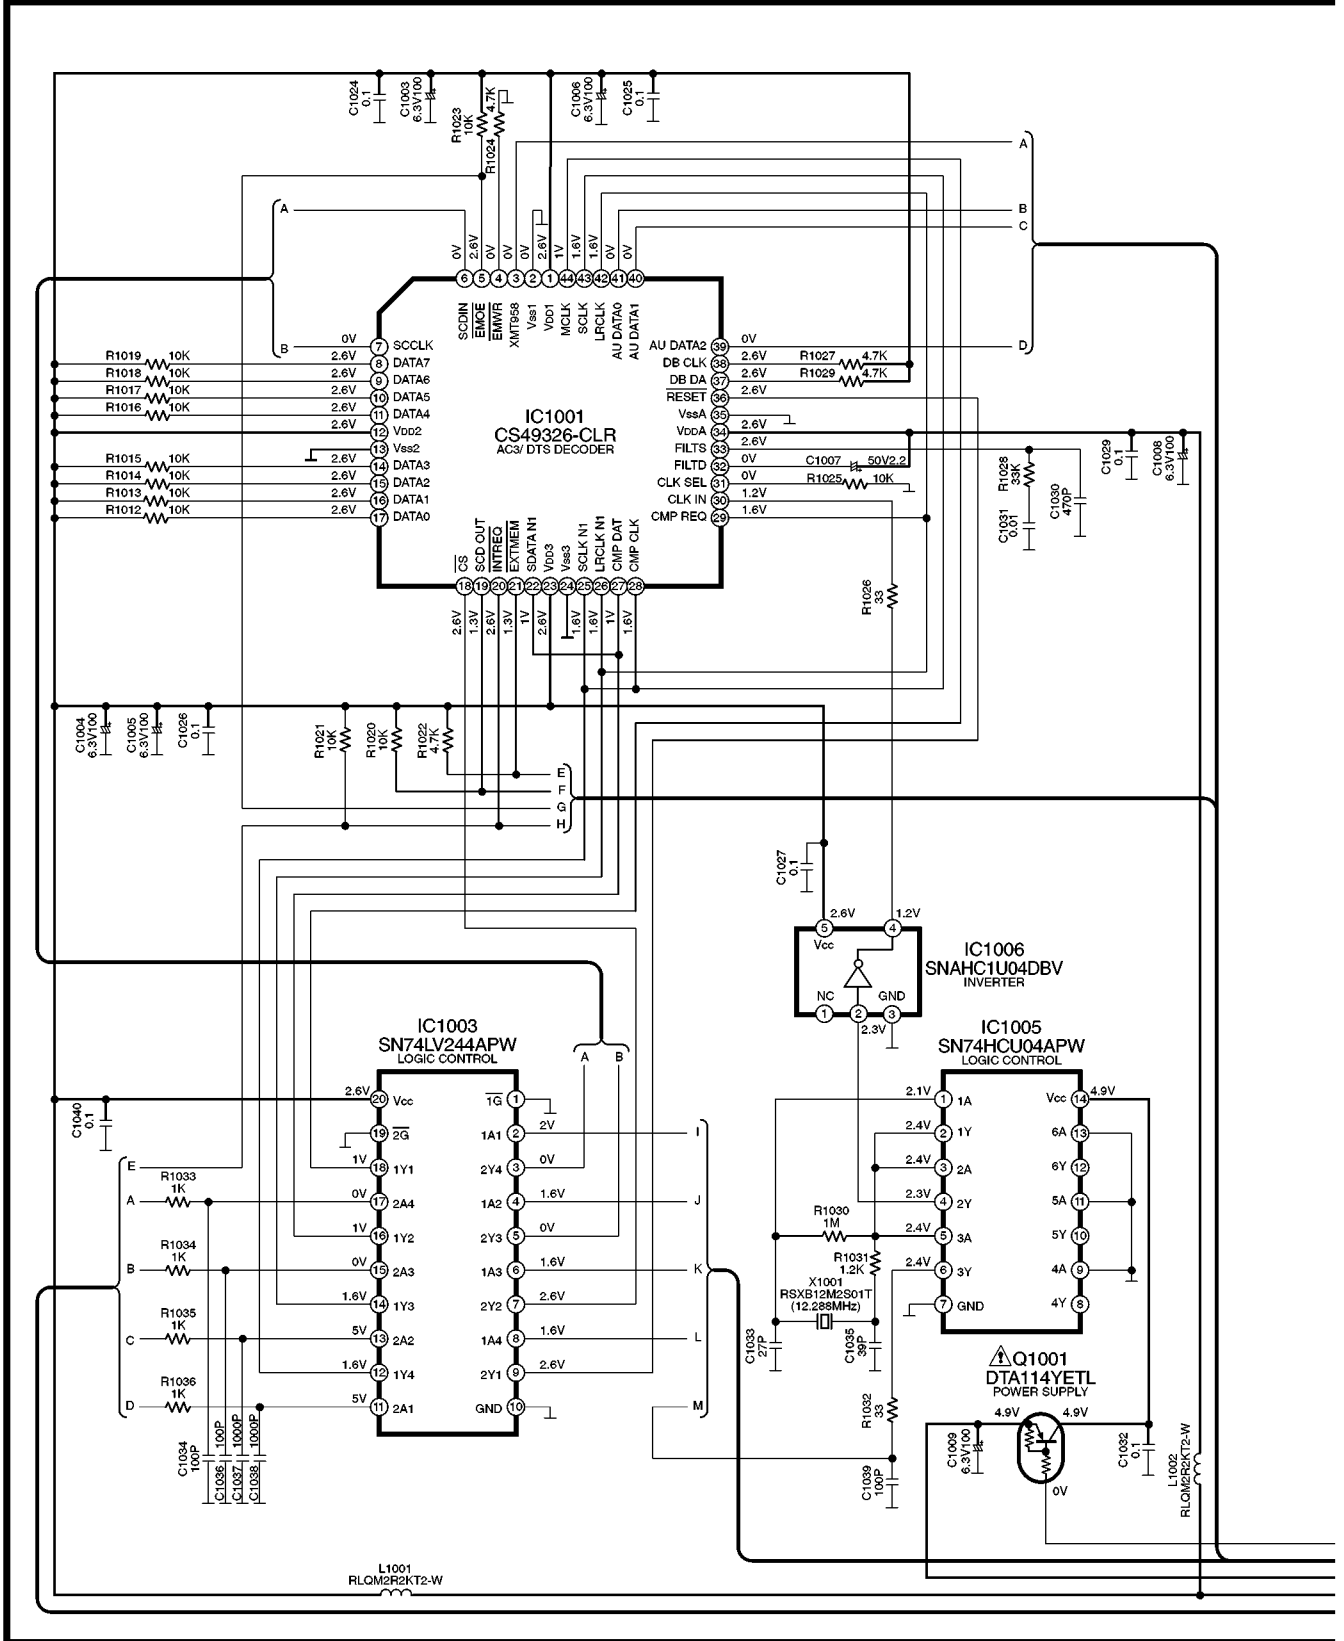 C1024
0.1
C1003
6.3V100
R1023
10K
4.7K
R1024
C1006
6.3V100
C1025
0.1
A
A
B
C
0V
2.6V
0V
0V
0V
2.6V
1V
1.6V
1.6V
0V
0V
6
5
4
3
2
1
44
43
42
41
40
SCDIN
EMOE
EMWR
XMT958
Vss1
VDD1
MCLK
SCLK
LRCLK
AU DATA0
AU DATA1
B
0V
7
SCCLK
AU DATA2
39
0V
D
R1019
10K
2.6V
8
DATA7
DB CLK
38
2.6V
R1027
4.7K
R1018
10K
2.6V
9
DATA6
DB DA
37
2.6V
R1029
4.7K
R1017
10K
2.6V
10
DATA5
RESET
36
2.6V
R1016
10K
2.6V
11
DATA4
VssA
35
2.6V
12
VDD2
VDDA
34
2.6V
13
Vss2
FILTS
33
2.6V
R1015
10K
2.6V
14
DATA3
FILTD
32
0V
C1007
50V2.2
R1014
10K
2.6V
15
DATA2
CLK SEL
31
0V
R1025
10K
R1013
10K
2.6V
16
DATA1
CLK IN
30
1.2V
R1012
10K
2.6V
17
DATA0
CMP REQ
29
1.6V
IC1001
CS49326-CLR
AC3/ DTS DECODER
R1028
33K
C1031
0.01
C1030
470P
C1029
0.1
C1008
6.3V100
CS
SCD OUT
INTREQ
EXTMEM
SDATA N1
VDD3
Vss3
SCLK N1
LRCLK N1
CMP DAT
CMP CLK
18
19
20
21
22
23
24
25
26
27
28
2.6V
1.3V
2.6V
1.3V
1V
2.6V
1.6V
1.6V
1V
1.6V
R1026
33
C1004
6.3V100
C1005
6.3V100
C1026
0.1
R1021
10K
R1020
10K
R1022
4.7K
E
F
G
H
C1027
0.1
2.6V
1.2V
5
4
Vcc
NC
GND
1
2
3
2.3V
IC1006
SNAHC1U04DBV
INVERTER
IC1003
SN74LV244APW
LOGIC CONTROL
A
B
IC1005
SN74HCU04APW
LOGIC CONTROL
C1040
0.1
2.6V
20
Vcc
1G
1
19
2G
1A1
2
2V
I
E
1V
18
1Y1
2Y4
3
0V
R1033
1K
A
0V
17
2A4
1A2
4
1.6V
J
1V
16
1Y2
2Y3
5
0V
R1034
1K
B
0V
15
2A3
1A3
6
1.6V
K
1.6V
14
1Y3
2Y2
7
2.6V
R1035
1K
C
5V
13
2A2
1A4
8
1.6V
L
1.6V
12
1Y4
2Y1
9
2.6V
R1036
1K
D
5V
11
2A1
GND
10
M
2.1V
1
1A
Vcc
14
4.9V
2.4V
2
1Y
6A
13
2.4V
3
2A
6Y
12
2.3V
4
2Y
5A
11
2.4V
5
3A
5Y
10
2.4V
6
3Y
4A
9
7
GND
4Y
8
R1030
1M
R1031
1.2K
X1001
RSXB12M2S01T
(12.288MHz)
C1033
27P
C1035
39P
R1032
33
C1039
100P
C1034
100P
C1036
100P
C1037
1000P
C1038
1000P
Q1001
DTA114YETL
POWER SUPPLY
4.9V
4.9V
0V
C1009
6.3V100
C1032
0.1
L1002
RLQM2R2KT2-W
L1001
RLQM2R2KT2-W